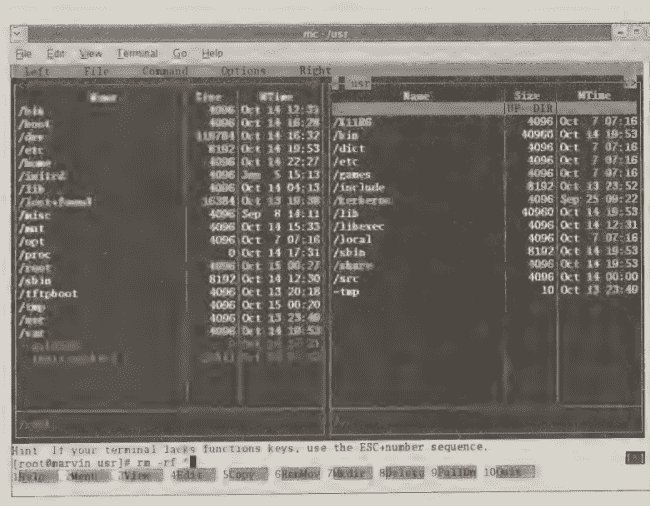 mc - /usr
File Edit View Terminal Go Help
Left File Command Options Right
/usr
Name Size MTime
/bin 4096 Oct 14 12:33
/boot 4096 Oct 14 16:28
/dev 118784 Oct 14 16:32
/etc 8192 Oct 14 19:53
/home 4096 Oct 14 22:27
/initrd 4096 Jun 5 15:13
/lib 4096 Oct 14 04:13
/lost+found 16384 Oct 13 19:38
/misc 4096 Sep 8 14:11
/mnt 4096 Oct 14 15:33
/opt 4096 Oct 7 07:16
/proc 0 Oct 14 17:31
/root 4096 Oct 15 00:27
/sbin 8192 Oct 14 12:30
/tftpboot 4096 Oct 13 20:18
/tmp 4096 Oct 15 00:20
/usr 4096 Oct 13 23:49
/var 4096 Oct 14 19:53
Name Size MTime
UP--DIR
/X11R6 4096 Oct 7 07:16
/bin 40960 Oct 14 19:53
/dict 4096 Oct 7 07:16
/etc 4096 Oct 7 07:16
/games 4096 Oct 7 07:16
/include 8192 Oct 13 23:52
/kerberos 4096 Sep 25 09:22
/lib 40960 Oct 14 19:53
/libexec 4096 Oct 14 12:31
/local 4096 Oct 7 07:16
/sbin 8192 Oct 14 19:53
/share 4096 Oct 14 19:53
/src 4096 Oct 14 00:00
~tmp 10 Oct 13 23:49
/..
Hint If your terminal lacks functions keys, use the ESC+number sequence.
[root@marvin usr]# rm -rf * [^]
1Help 2Menu 3View 4Edit 5Copy 6RenMov 7Mkdir 8Delete 9PullDn 10Quit